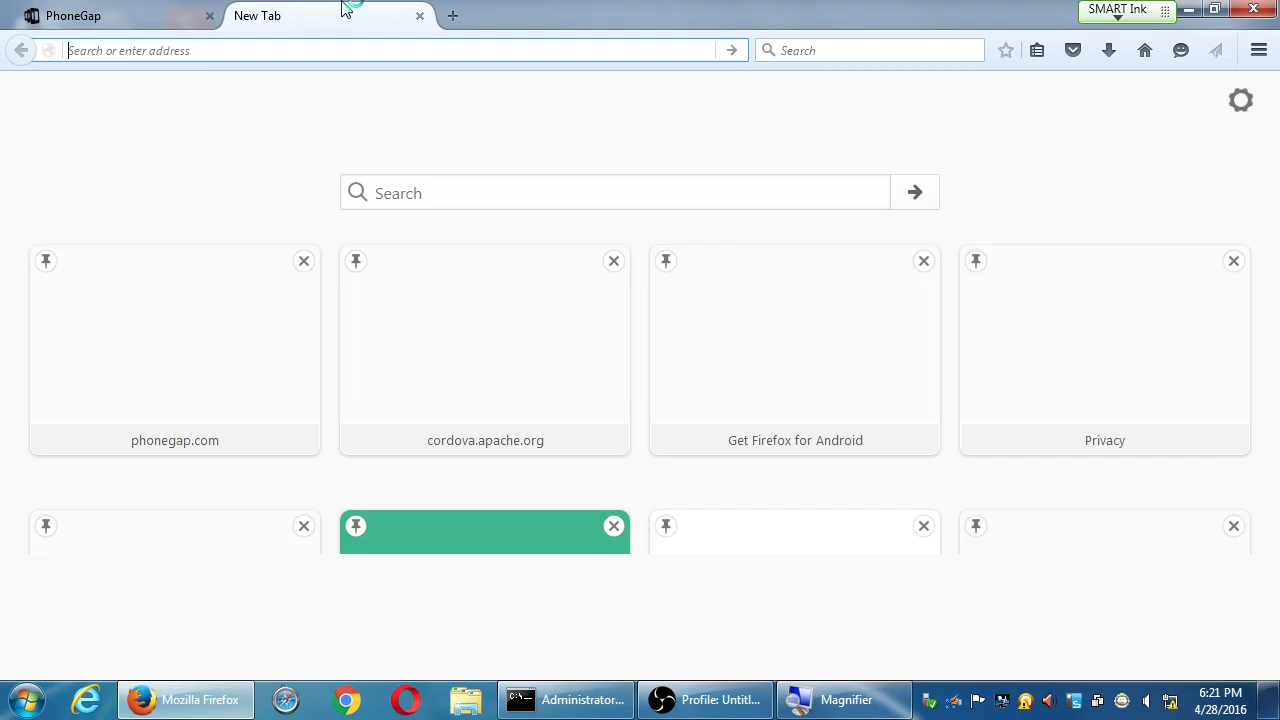 PhoneGap
New Tab
SMART Ink
Search or enter address
Search
Search
phonegap.com
cordova.apache.org
Get Firefox for Android
Privacy
Mozilla Firefox
Administrator...
Profile: Untitl...
Magnifier
6:21 PM
4/28/2016